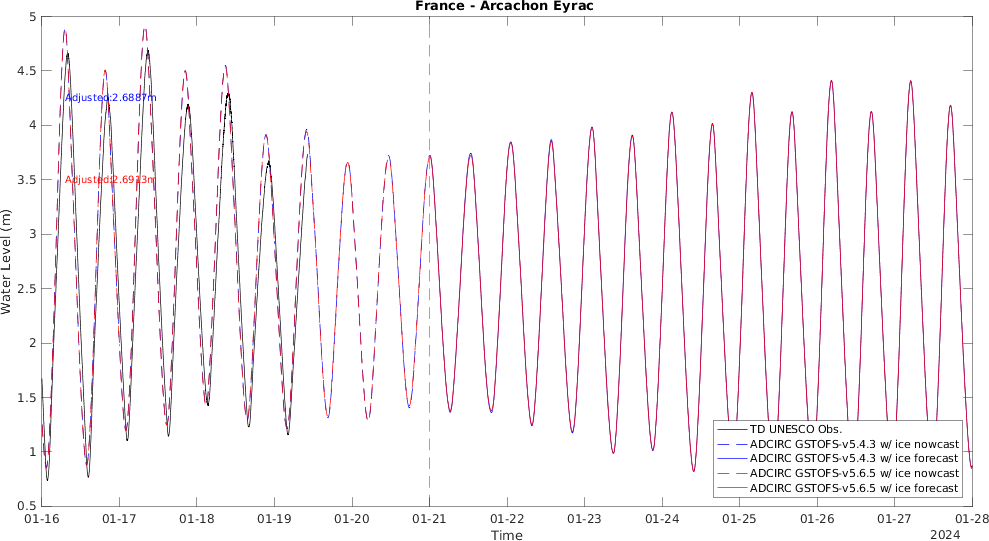 France - Arcachon Eyrac
Water Level (m)
5
4.5
4
3.5
3
2.5
2
1.5
1
0.5
Adjusted:2.6887m
Adjusted:2.6913m
TD UNESCO Obs.
ADCIRC GSTOFS-v5.4.3 w/ ice nowcast
ADCIRC GSTOFS-v5.4.3 w/ ice forecast
ADCIRC GSTOFS-v5.6.5 w/ ice nowcast
ADCIRC GSTOFS-v5.6.5 w/ ice forecast
01-16 01-17 01-18 01-19 01-20 01-21 01-22 01-23 01-24 01-25 01-26 01-27 01-28
Time
2024